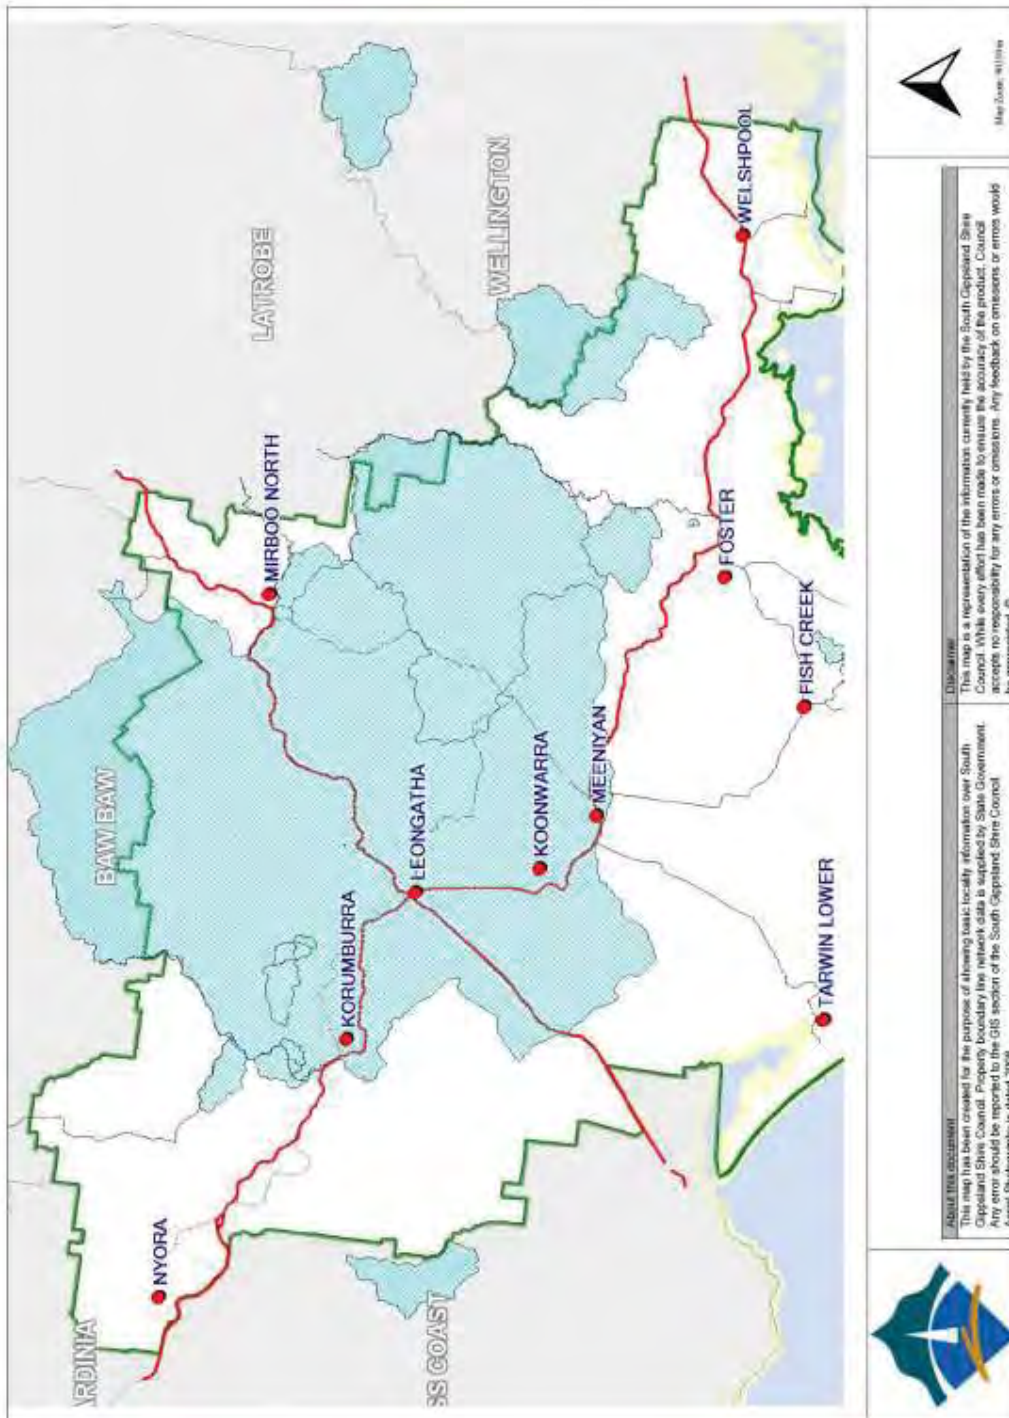 ARDINIA
BAW BAW
LATROBE
WELLINGTON
SS COAST
NYORA
MIRBOO NORTH
KORUMBURRA
LEONGATHA
KOONWARRA
MEENIYAN
WELSHPOOL
FOSTER
FISH CREEK
TARWIN LOWER
About this document
This map has been created for the purpose of showing basic locality information over South
Gippsland Shire Council. Property boundary line network data is supplied by State Government.
Any error should be reported to the GIS section of the South Gippsland Shire Council
Disclaimer
This map is a representation of the information currently held by the South Gippsland Shire
Council. While every effort has been made to ensure the accuracy of the product, Council
accepts no responsibility for any errors or omissions. Any feedback on omissions or errors would
Map Zoom: